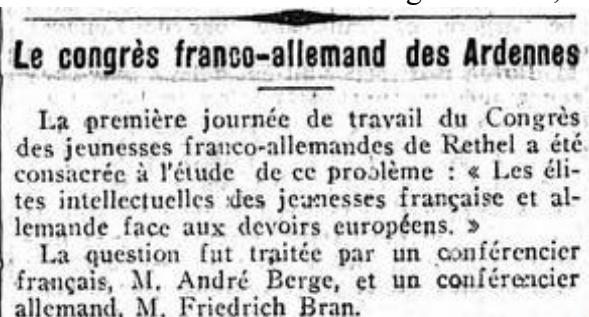 Le congrès franco-allemand des Ardennes
La première journée de travail du Congrès
des jeunesses franco-allemandes de Rethel a été
consacrée à l'étude de ce problème : « Les éli-
tes intellectuelles des jeunesses française et al-
lemande face aux devoirs européens. »
La question fut traitée par un conférencier
français, M. André Berge, et un conférencier
allemand, M. Friedrich Bran.